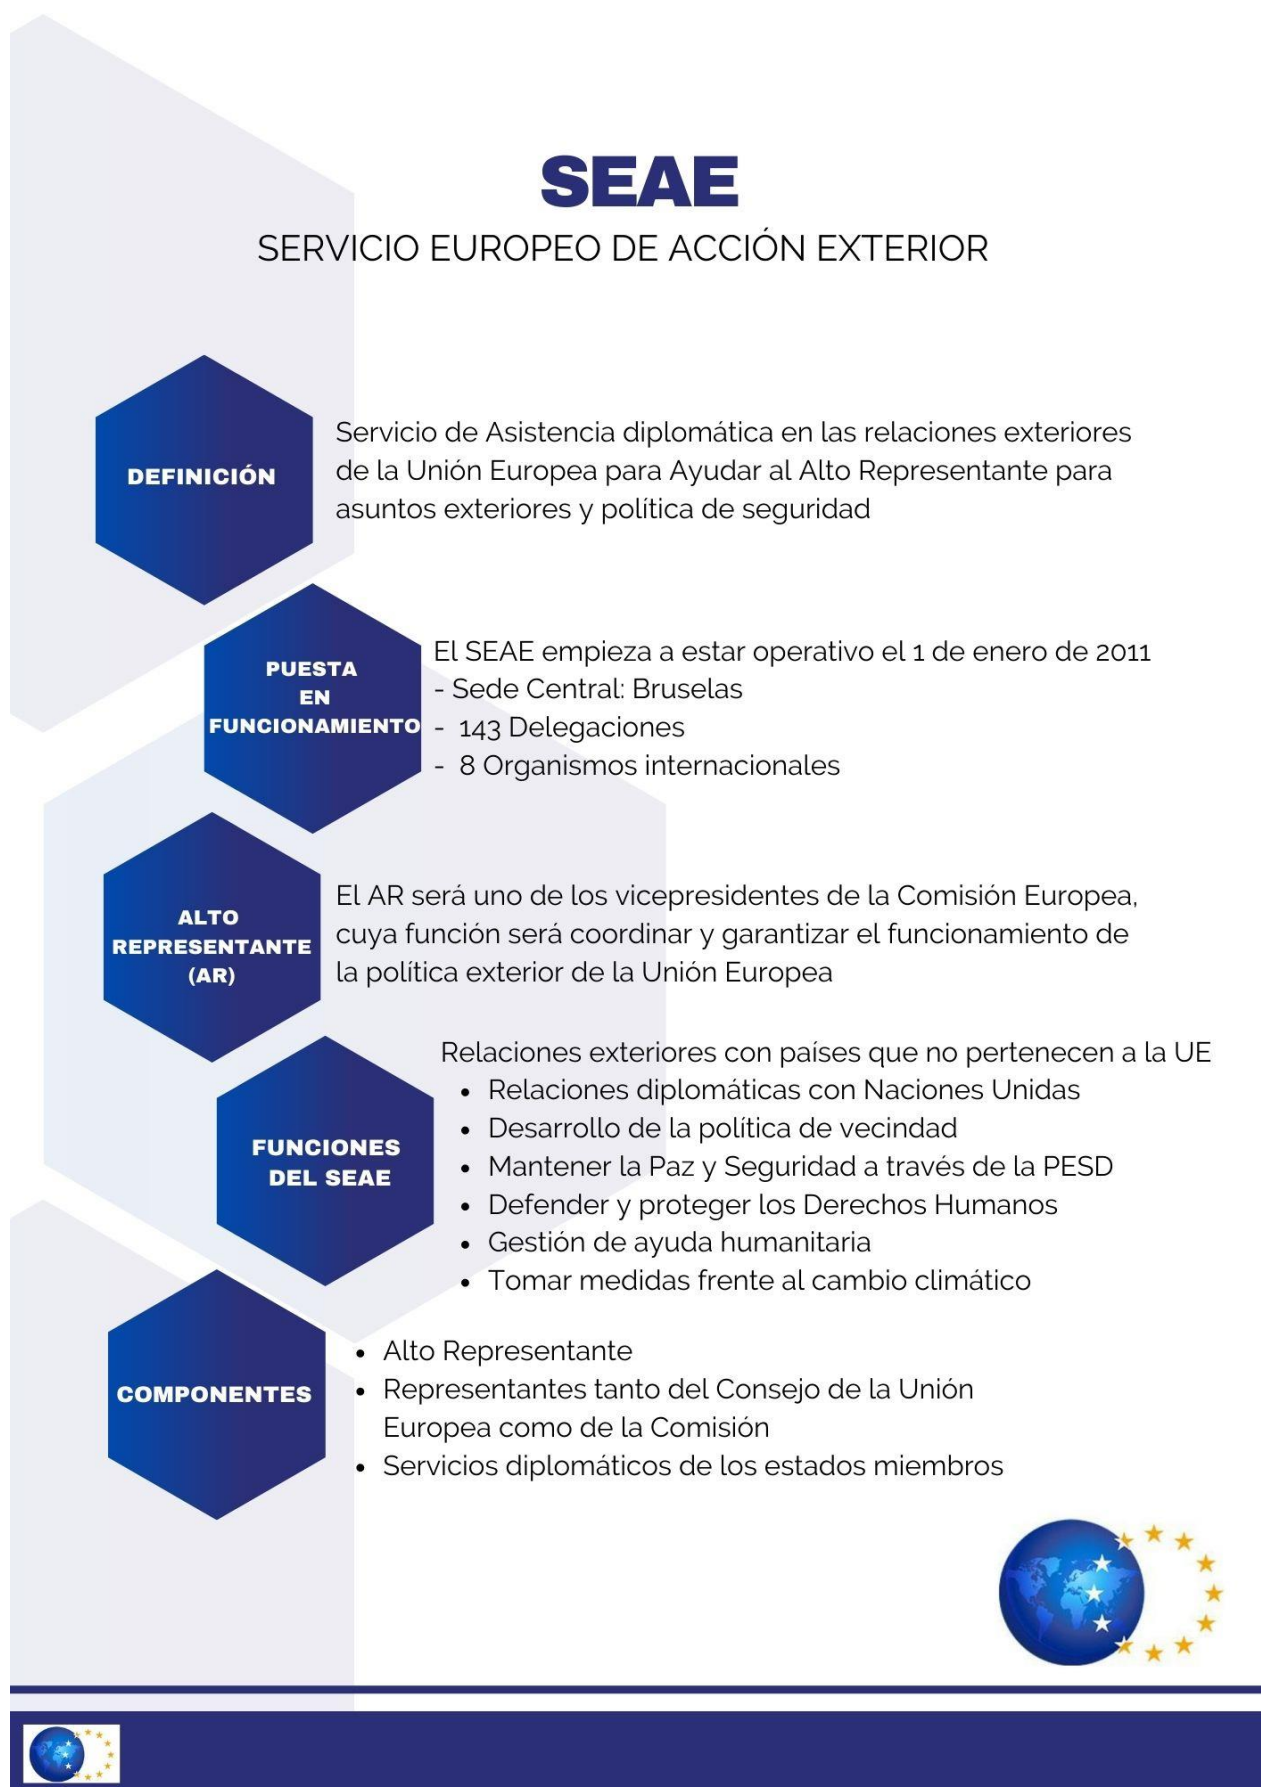 SEAE
SERVICIO EUROPEO DE ACCIÓN EXTERIOR
DEFINICIÓN
Servicio de Asistencia diplomática en las relaciones exteriores
de la Unión Europea para Ayudar al Alto Representante para
asuntos exteriores y política de seguridad
PUESTA
EN
FUNCIONAMIENTO
El SEAE empieza a estar operativo el 1 de enero de 2011
- Sede Central: Bruselas
- 143 Delegaciones
- 8 Organismos internacionales
ALTO
REPRESENTANTE
(AR)
El AR será uno de los vicepresidentes de la Comisión Europea,
cuya función será coordinar y garantizar el funcionamiento de
la política exterior de la Unión Europea
FUNCIONES
DEL SEAE
Relaciones exteriores con países que no pertenecen a la UE
• Relaciones diplomáticas con Naciones Unidas
• Desarrollo de la política de vecindad
• Mantener la Paz y Seguridad a través de la PESD
• Defender y proteger los Derechos Humanos
• Gestión de ayuda humanitaria
• Tomar medidas frente al cambio climático
COMPONENTES
• Alto Representante
• Representantes tanto del Consejo de la Unión
Europea como de la Comisión
• Servicios diplomáticos de los estados miembros